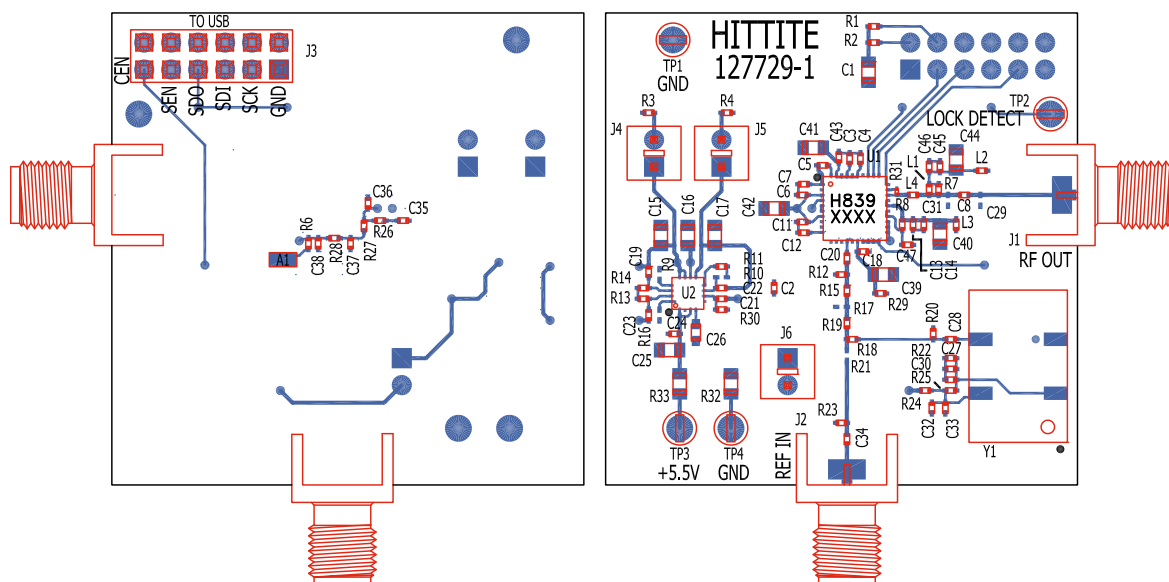 TO USB
J3
CEN
SEN
SDO
SDI
SCK
GND
C36
C35
R26
R27
R6
R28
C38
C37
A1
HITTITE
127729-1
TP1
GND
R1
R2
C1
R3
R4
J4
J5
C41
C43
C3
C4
U1
C5
C7
C6
C42
C11
C12
H839
XXXX
R31
LOCK DETECT
TP2
C46
C45
C44
L1
L2
L4
R7
R8
C31
C8
C29
L3
C40
C47
C13
C14
J1
RF OUT
C15
C16
C17
C19
R9
R11
R10
R14
R13
U2
C22
C21
R30
C2
C23
R16
C24
C25
C26
C20
C18
R12
R15
C39
R29
R17
R19
R18
R21
R20
C28
R22
C27
C30
R25
R24
C32
C33
Y1
J6
R33
R32
R23
J2
C34
REF IN
TP3
+5.5V
TP4
GND